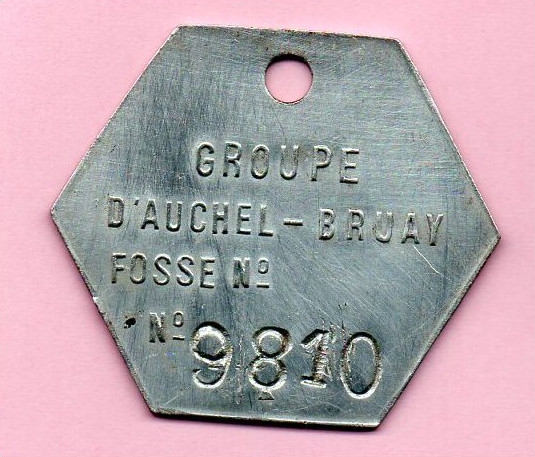 GROUPE
D'AUCHEL - BRUAY
FOSSE Nº
Nº 9810